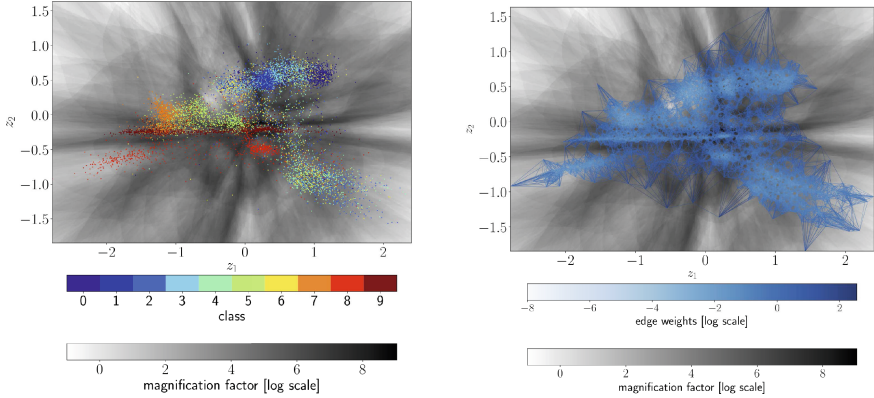 1.5
1.0
0.5
0.0
−0.5
−1.0
−1.5
z2
−2 −1 0 1 2
z1
0 1 2 3 4 5 6 7 8 9
class
0 2 4 6 8
magnification factor [log scale]
1.5
1.0
0.5
0.0
−0.5
−1.0
−1.5
z2
−2 −1 0 1 2
z1
−8 −6 −4 −2 0 2
edge weights [log scale]
0 2 4 6 8
magnification factor [log scale]